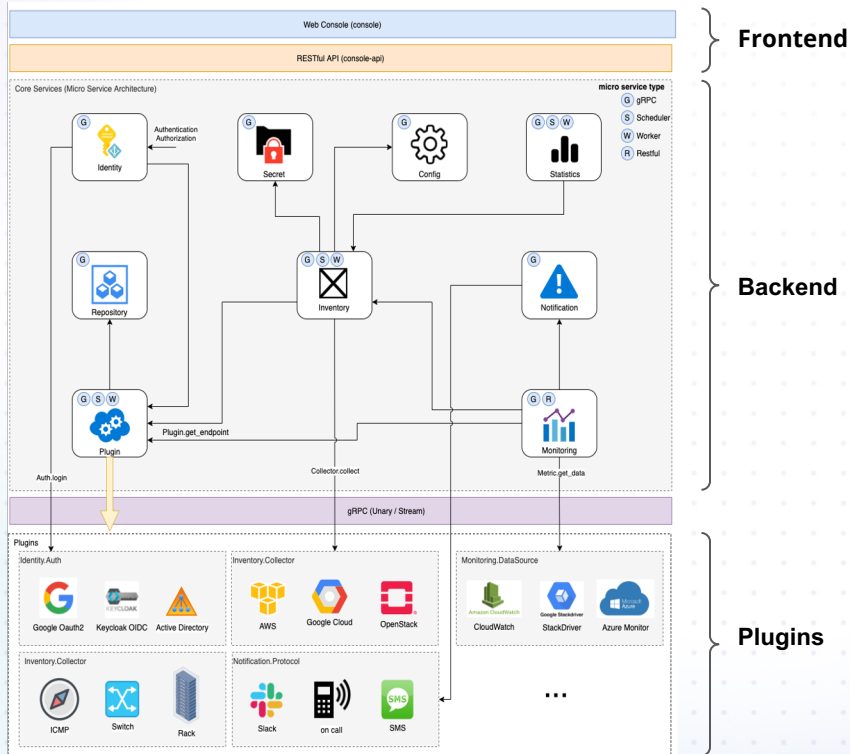 Web Console (console)
Frontend
RESTful API (console-api)
Core Services (Micro Service Architecture)
micro service type
G gRPC
S Scheduler
W Worker
R Restful
G
Identity
Authentication
Authorization
G
Secret
G
Config
G S W
Statistics
G
Repository
G S W
Inventory
G
Notification
Backend
G S W
Plugin
Plugin.get_endpoint
G R
Monitoring
Auth.login
Collector.collect
Metric.get_data
gRPC (Unary / Stream)
Plugins
Identity.Auth
Google Oauth2
KEYCLOAK
Keycloak OIDC
Active Directory
Inventory.Collector
AWS
Google Cloud
OpenStack
Monitoring.DataSource
Amazon CloudWatch
CloudWatch
Google Stackdriver
StackDriver
Microsoft
Azure
Azure Monitor
Plugins
Inventory.Collector
ICMP
Switch
Rack
Notification.Protocol
Slack
on call
SMS
SMS
...